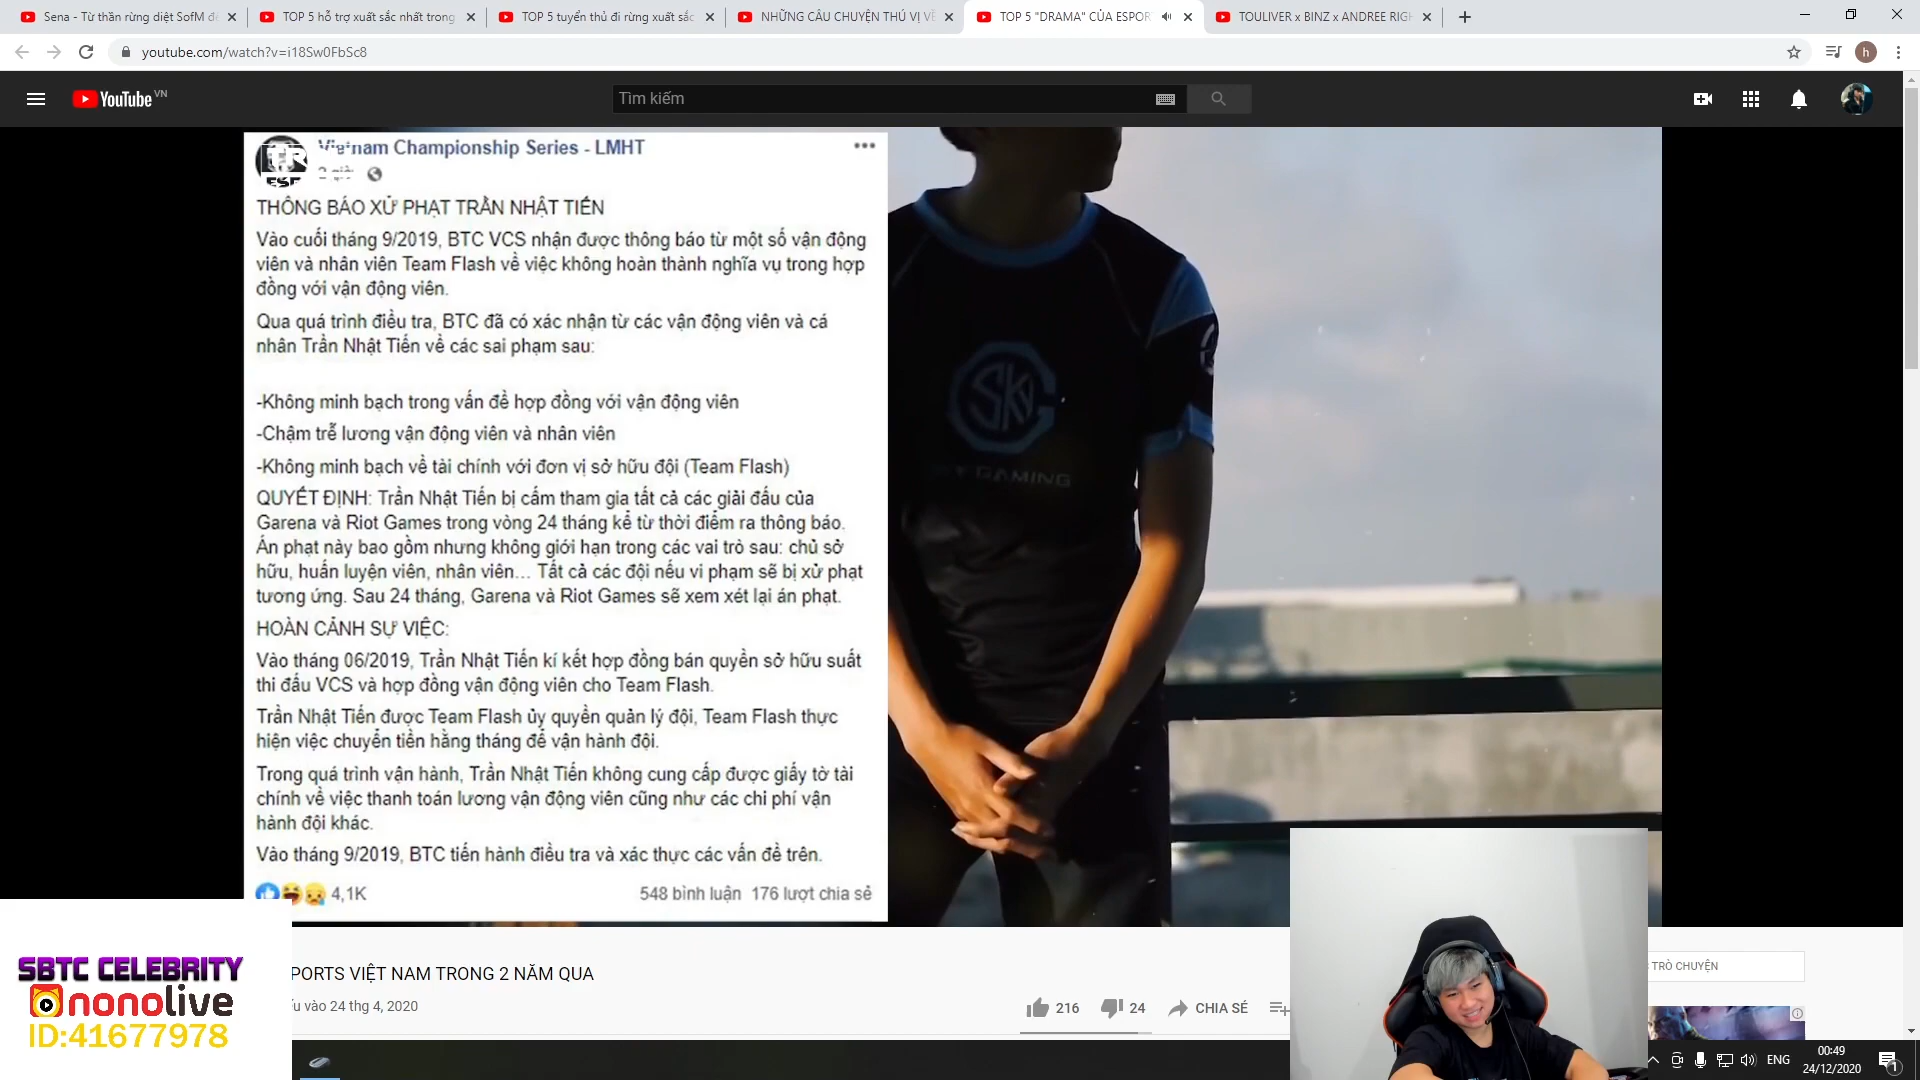 Sena - Từ thần rừng diệt SofM đ
TOP 5 hỗ trợ xuất sắc nhất trong
TOP 5 tuyển thủ đi rừng xuất sắc
NHỮNG CÂU CHUYỆN THÚ VỊ VỀ
TOP 5 "DRAMA" CỦA ESPOR
TOULIVER x BINZ x ANDREE RIGH
youtube.com/watch?v=i18Sw0FbSc8
h
YouTube VN
Tìm kiếm
Vietnam Championship Series - LMHT
THÔNG BÁO XỬ PHẠT TRẦN NHẬT TIẾN
Vào cuối tháng 9/2019, BTC VCS nhận được thông báo từ một số vận động
viên và nhân viên Team Flash về việc không hoàn thành nghĩa vụ trong hợp
đồng với vận động viên.
Qua quá trình điều tra, BTC đã có xác nhận từ các vận động viên và cá
nhân Trần Nhật Tiến về các sai phạm sau:
-Không minh bạch trong vấn đề hợp đồng với vận động viên
-Chậm trễ lương vận động viên và nhân viên
-Không minh bạch về tài chính với đơn vị sở hữu đội (Team Flash)
QUYẾT ĐỊNH: Trần Nhật Tiến bị cấm tham gia tất cả các giải đấu của
Garena và Riot Games trong vòng 24 tháng kể từ thời điểm ra thông báo.
Án phạt này bao gồm nhưng không giới hạn trong các vai trò sau: chủ sở
hữu, huấn luyện viên, nhân viên... Tất cả các đội nếu vi phạm sẽ bị xử phạt
tương ứng. Sau 24 tháng, Garena và Riot Games sẽ xem xét lại án phạt.
HOÀN CẢNH SỰ VIỆC:
Vào tháng 06/2019, Trần Nhật Tiến kí kết hợp đồng bán quyền sở hữu suất
thi đấu VCS và hợp đồng vận động viên cho Team Flash.
Trần Nhật Tiến được Team Flash ủy quyền quản lý đội, Team Flash thực
hiện việc chuyển tiền hằng tháng để vận hành đội.
Trong quá trình vận hành, Trần Nhật Tiến không cung cấp được giấy tờ tài
chính về việc thanh toán lương vận động viên cũng như các chi phí vận
hành đội khác.
Vào tháng 9/2019, BTC tiến hành điều tra và xác thực các vấn đề trên.
4,1K
548 bình luận 176 lượt chia sẻ
SKY
GAMING
SBTC CELEBRITY
nonolive
ID:41677978
PORTS VIỆT NAM TRONG 2 NĂM QUA
ếu vào 24 thg 4, 2020
216
24
CHIA SẺ
TRÒ CHUYỆN
ENG
00:49
24/12/2020
1